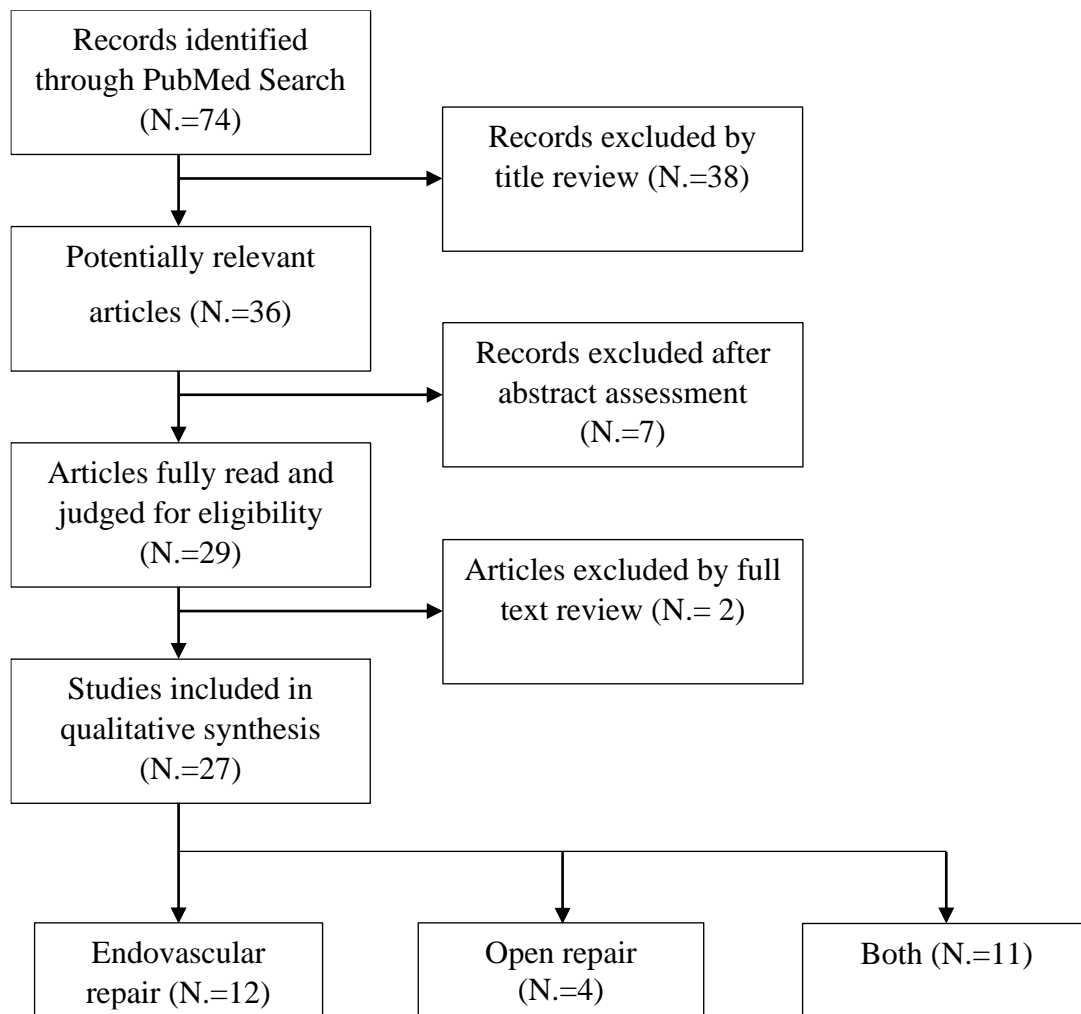 Records identified
through PubMed Search
(N.=74)
Records excluded by
title review (N.=38)
Potentially relevant
articles (N.=36)
Records excluded after
abstract assessment
(N.=7)
Articles fully read and
judged for eligibility
(N.=29)
Articles excluded by full
text review (N.= 2)
Studies included in
qualitative synthesis
(N.=27)
Endovascular
repair (N.=12)
Open repair
(N.=4)
Both (N.=11)